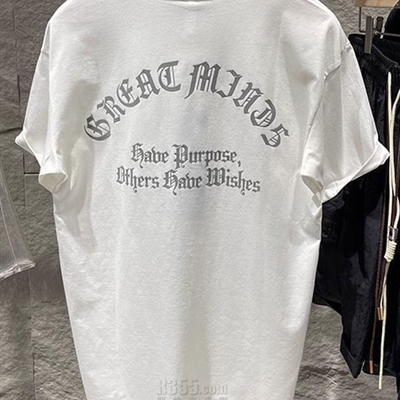 GREAT MINDS
Have Purpose,
Others Have Wishes